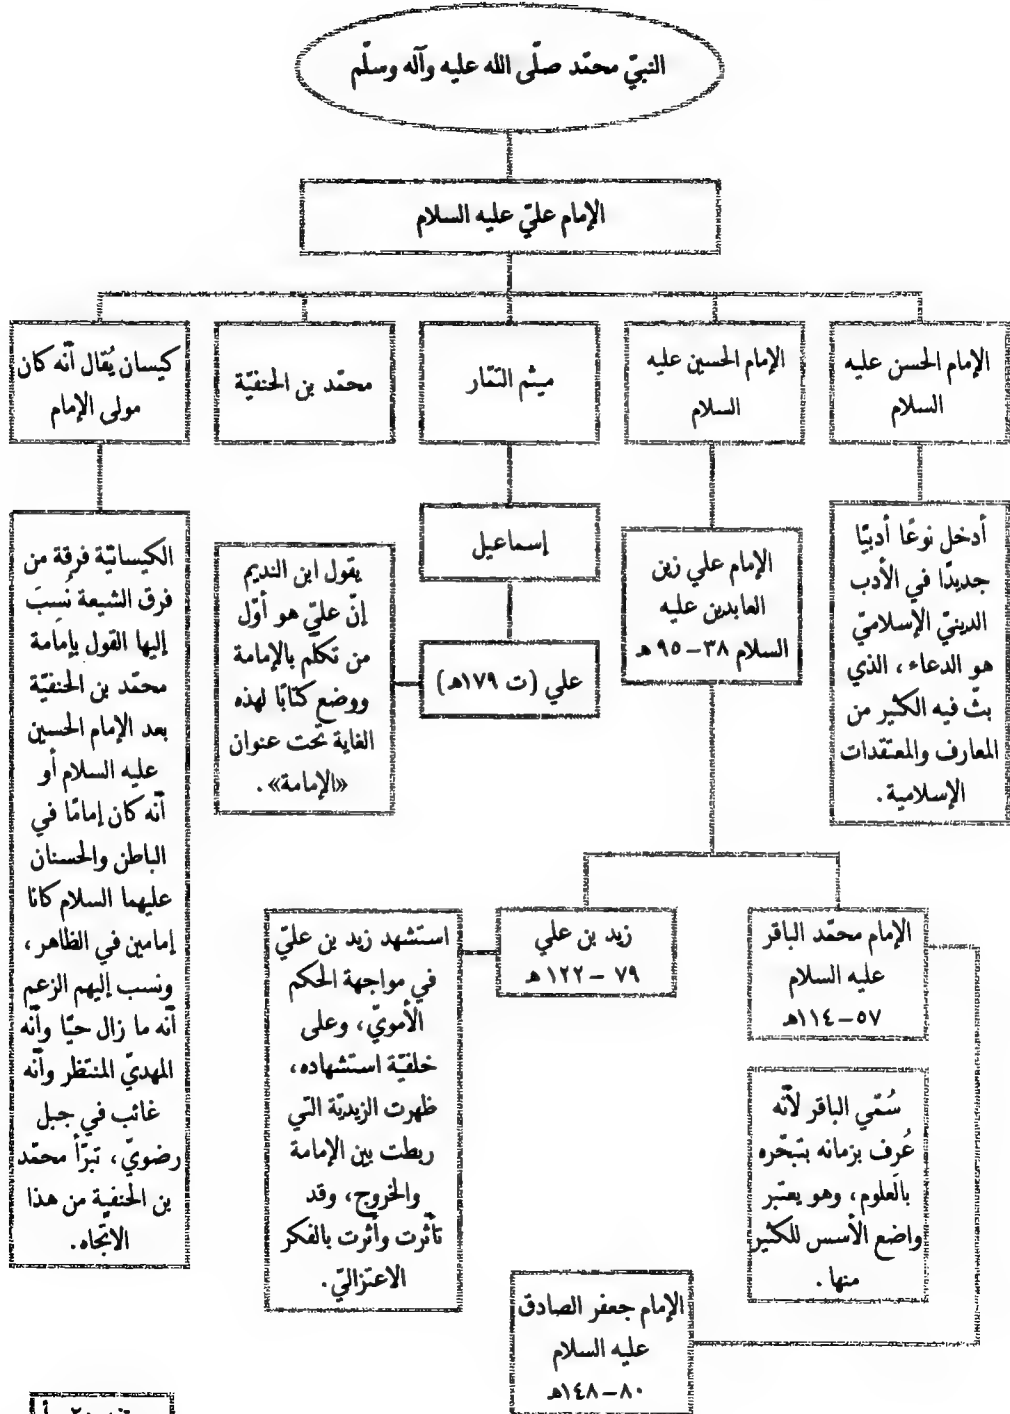 النبيّ محمّد صلّى الله عليه وآله وسلّم
الإمام عليّ عليه السلام
الإمام الحسن عليه
السلام
الإمام الحسين عليه
السلام
ميثم التمّار
محمّد بن الحنفيّة
كيسان يُقال أنّه كان
مولى الإمام
أدخل نوعًا أدبيًّا
جديدًا في الأدب
الدينيّ الإسلاميّ
هو الدعاء، الذي
بثّ فيه الكثير من
المعارف والمعتقدات
الإسلامية.
الإمام علي زين
العابدين عليه
السلام ٣٨–٩٥ هـ
إسماعيل
علي (ت ١٧٩هـ)
يقول ابن النديم
إنّ عليّ هو أوّل
من تكلّم بالإمامة
ووضع كتابًا لهذه
الغاية تحت عنوان
«الإمامة».
الكيسانيّة فرقة من
فرق الشيعة نُسِبَ
إليها القول بإمامة
محمّد بن الحنفيّة
بعد الإمام الحسين
عليه السلام أو
أنّه كان إمامًا في
الباطن والحسنان
عليهما السلام كانا
إمامين في الظاهر،
ونسب إليهم الزعم
أنّه ما زال حيًّا وأنّه
المهديّ المنتظر وأنّه
غائب في جبل
رضويّ، تبرّأ محمّد
بن الحنفية من هذا
الاتّجاه.
الإمام محمّد الباقر
عليه السلام
٥٧–١١٤هـ
زيد بن علي
٧٩ –١٢٢ هـ
استشهد زيد بن عليّ
في مواجهة الحكم
الأمويّ، وعلى
خلفيّة استشهاده،
ظهرت الزيديّة التي
ربطت بين الإمامة
والخروج، وقد
تأثّرت وأثّرت بالفكر
الاعتزاليّ.
سُمّي الباقر لأنّه
عُرف بزمانه بتبحّره
بالعلوم، وهو يعتبر
واضع الأسس للكثير
منها.
الإمام جعفر الصادق
عليه السلام
٨٠–١٤٨هـ